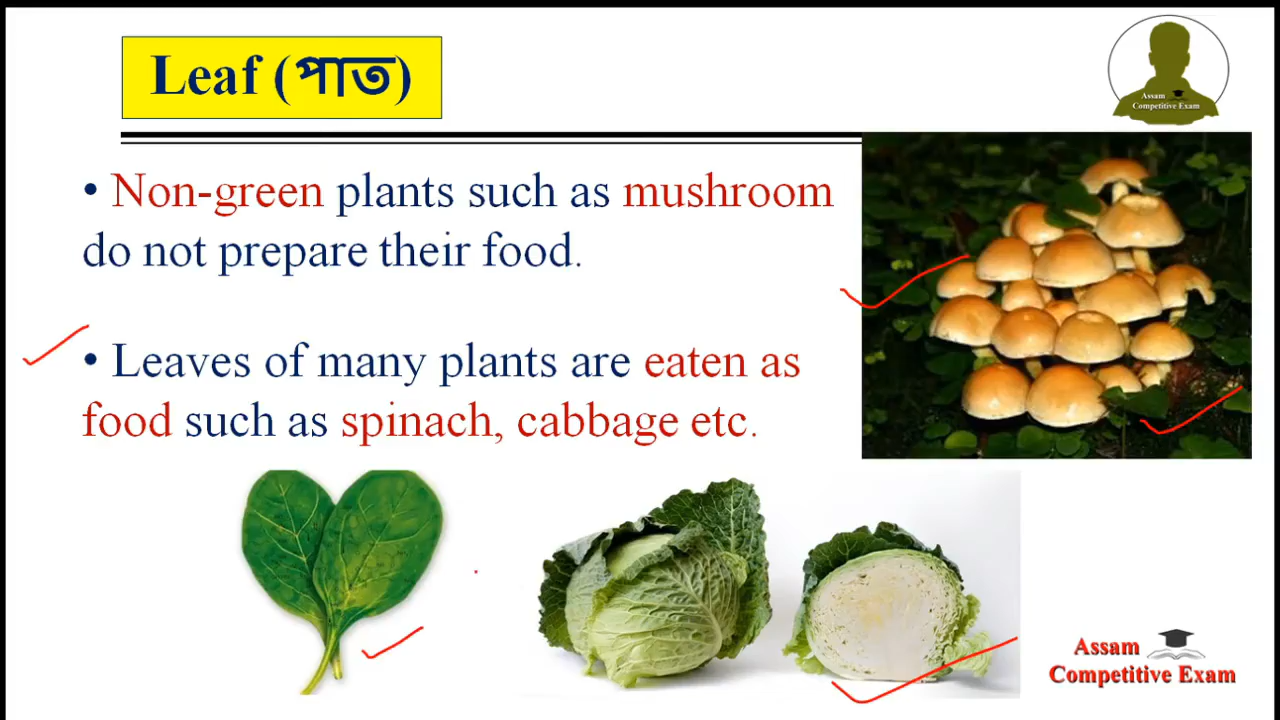 Leaf (পাত)
Assam
Competitive Exam
• Non-green plants such as mushroom
do not prepare their food.
• Leaves of many plants are eaten as
food such as spinach, cabbage etc.
Assam
Competitive Exam